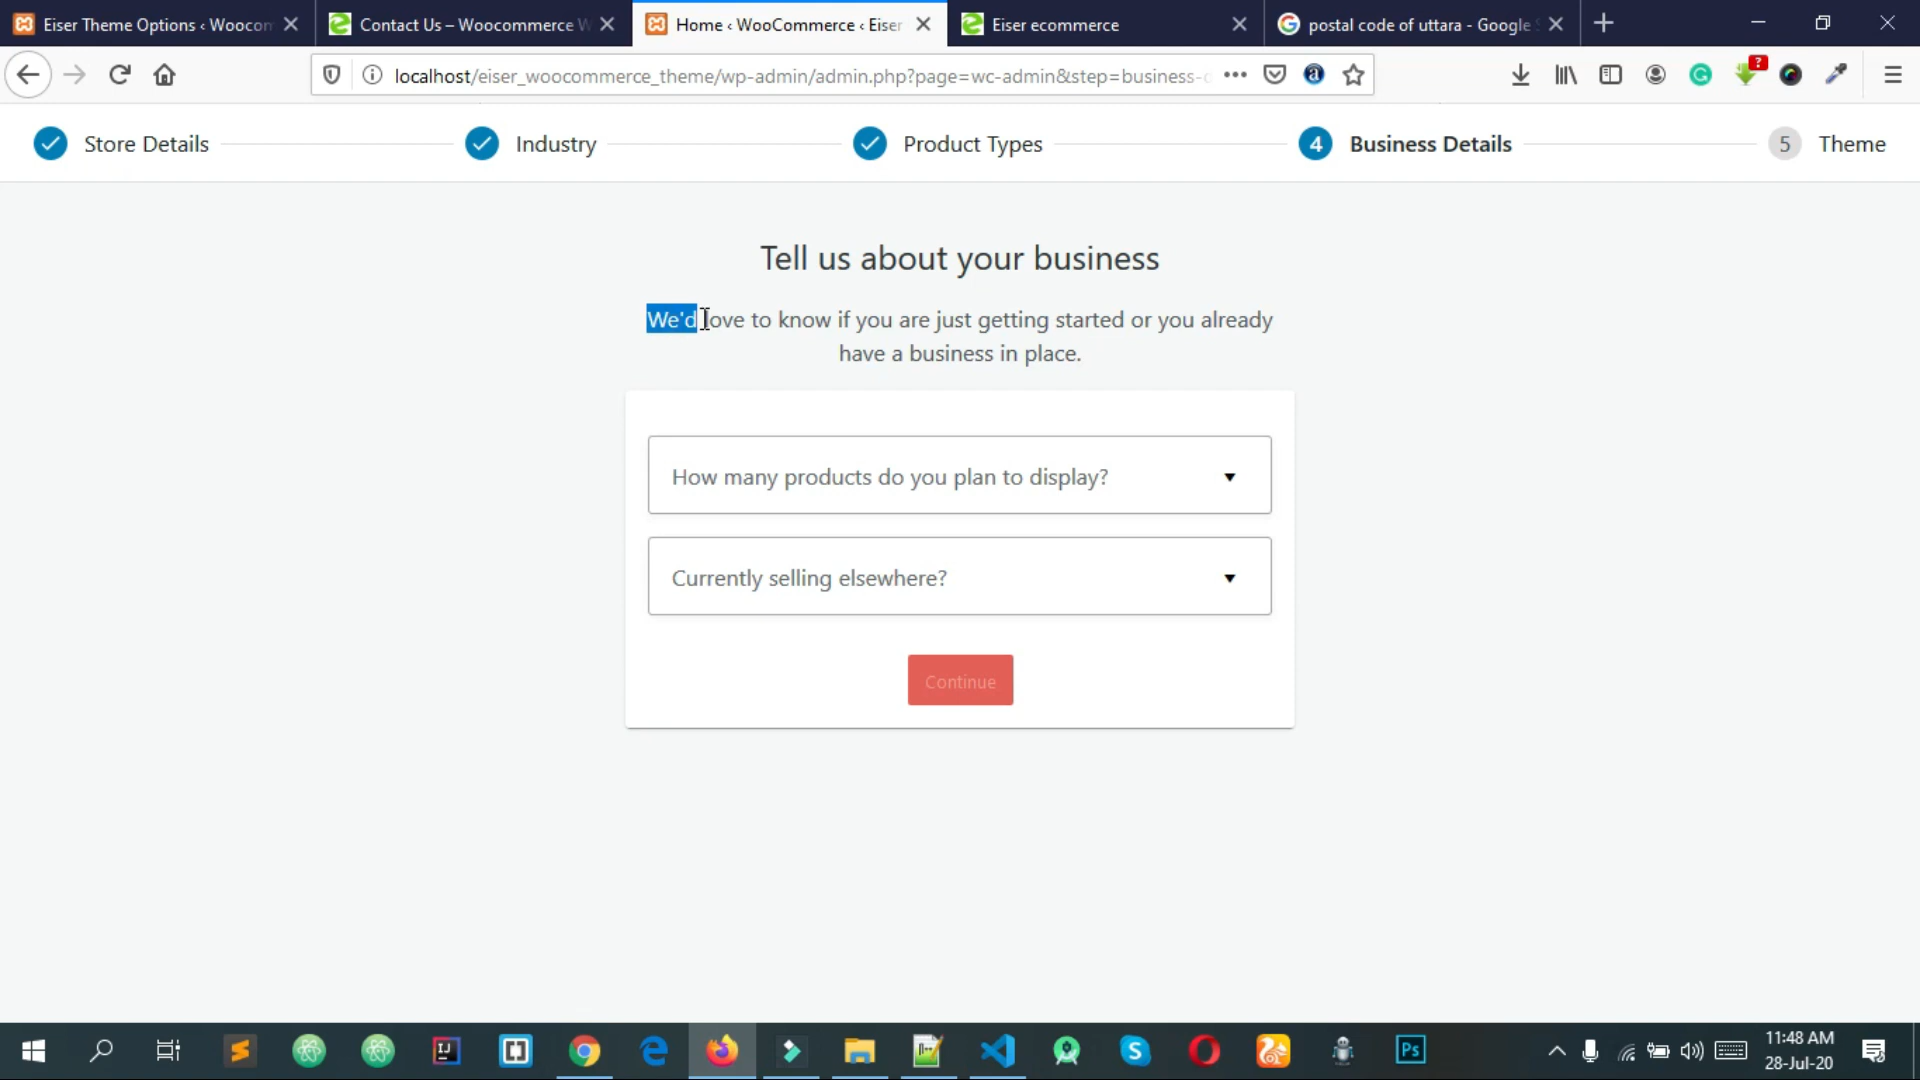 Eiser Theme Options ‹ Woocom
Contact Us – Woocommerce W
Home ‹ WooCommerce ‹ Eiser
Eiser ecommerce
postal code of uttara - Google
localhost/eiser_woocommerce_theme/wp-admin/admin.php?page=wc-admin&step=business-
Store Details
Industry
Product Types
4 Business Details
5 Theme
Tell us about your business
We'd love to know if you are just getting started or you already
have a business in place.
How many products do you plan to display?
Currently selling elsewhere?
Continue
11:48 AM
28-Jul-20
IJ
S
Ps